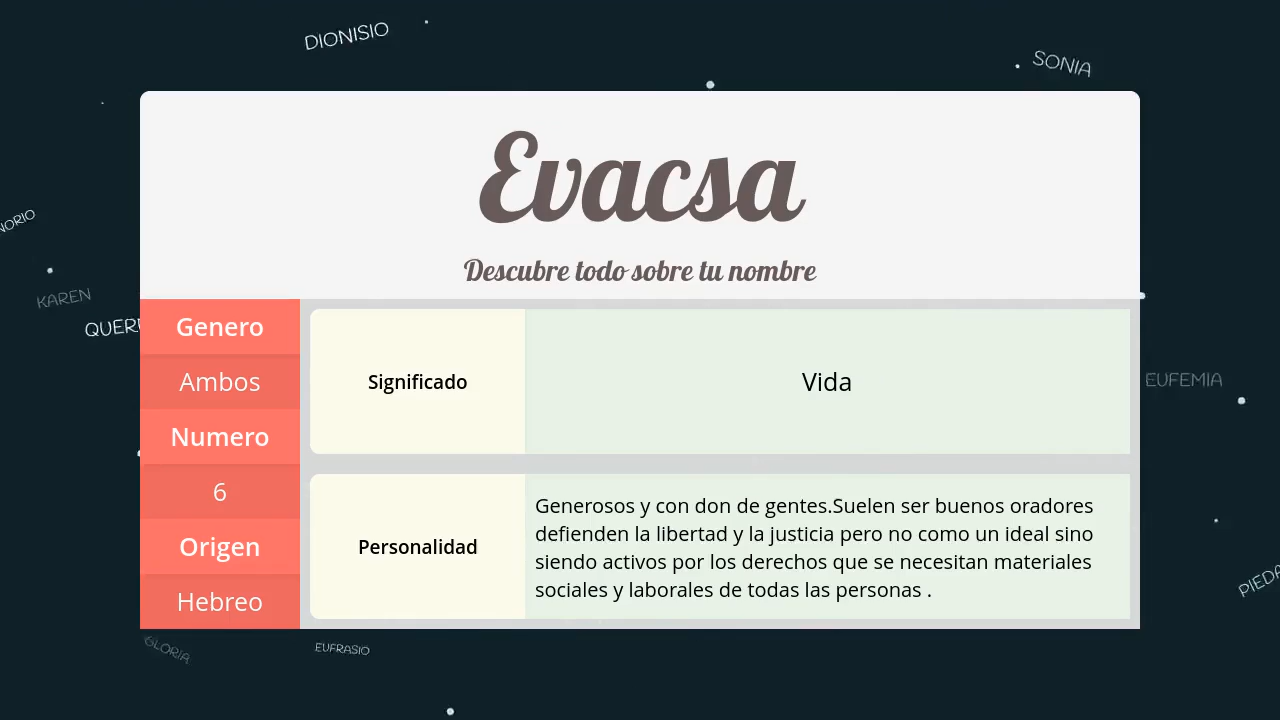 DIONISIO
SONIA
Evacsa
Descubre todo sobre tu nombre
KAREN
EUFEMIA
Genero
Ambos
Numero
6
Origen
Hebreo
Significado
Vida
Personalidad
Generosos y con don de gentes.Suelen ser buenos oradores
defienden la libertad y la justicia pero no como un ideal sino
siendo activos por los derechos que se necesitan materiales
sociales y laborales de todas las personas .
GLORIA
EUFRASIO